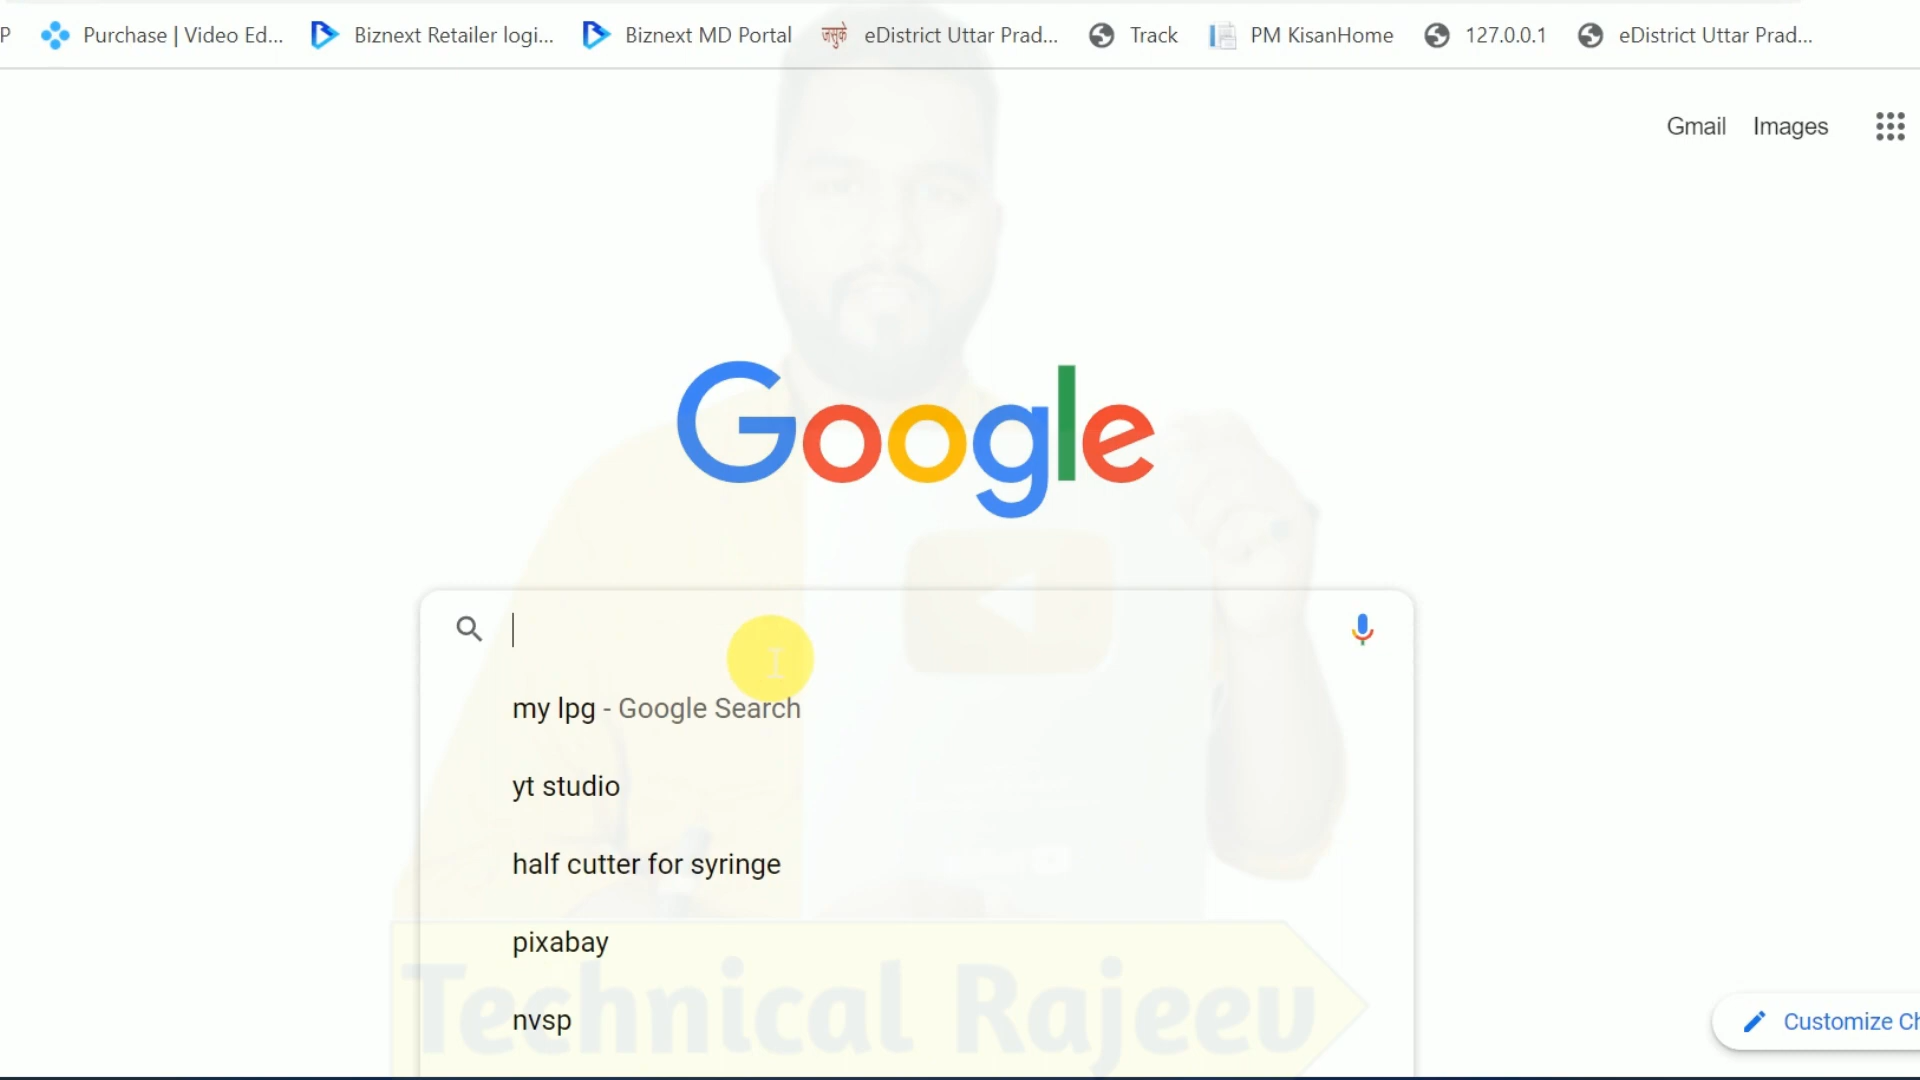 P Purchase | Video Ed... Biznext Retailer logi... Biznext MD Portal जसुके eDistrict Uttar Prad... Track PM KisanHome 127.0.0.1 eDistrict Uttar Prad...
Gmail Images
Google
my lpg - Google Search
yt studio
half cutter for syringe
pixabay
nvsp
Technical Rajeev
Customize Ch